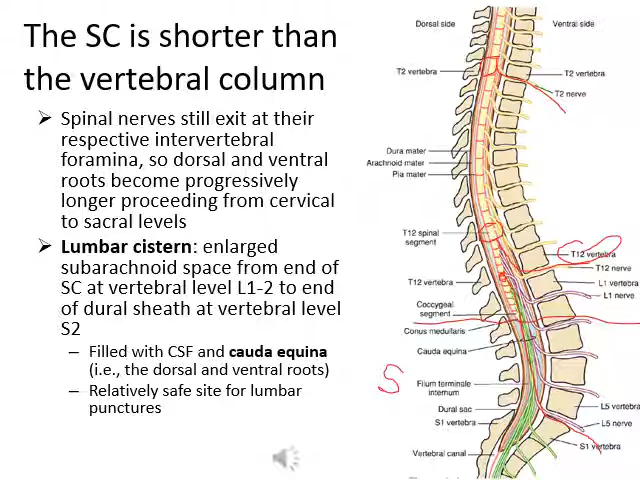 The SC is shorter than
the vertebral column
➢ Spinal nerves still exit at their
respective intervertebral
foramina, so dorsal and ventral
roots become progressively
longer proceeding from cervical
to sacral levels
➢ Lumbar cistern: enlarged
subarachnoid space from end of
SC at vertebral level L1-2 to end
of dural sheath at vertebral level
S2
– Filled with CSF and cauda equina
(i.e., the dorsal and ventral roots)
– Relatively safe site for lumbar
punctures
Dorsal side
Ventral side
T2 vertebra
T2 vertebra
T2 nerve
Dura mater
Arachnoid mater
Pia mater
T12 spinal
segment
T12 vertebra
T12 nerve
T12 vertebra
L1 vertebra
L1 nerve
Coccygeal
segment
Conus medullaris
Cauda equina
S
Filum terminale
internum
Dural sac
L5 vertebra
S1 vertebra
L5 nerve
S1 vertebra
Vertebral canal